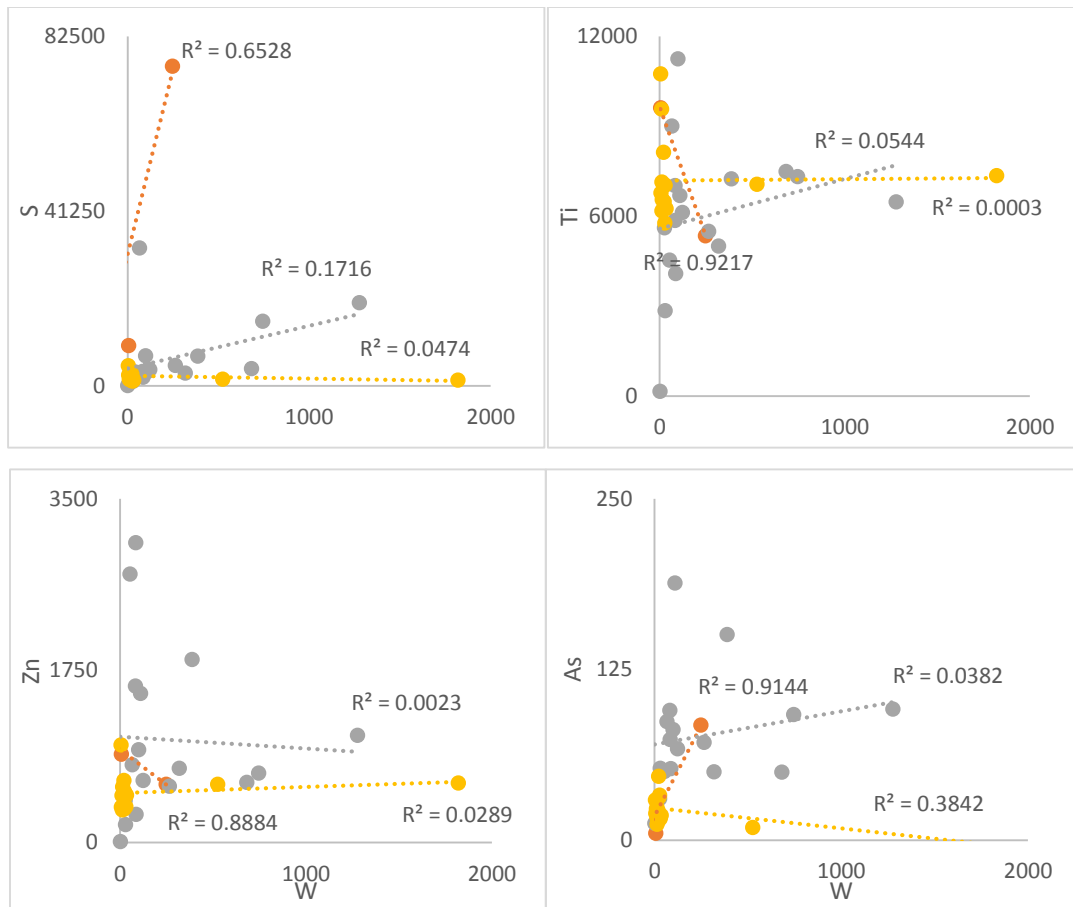 82500
R² = 0.6528
S
41250
R² = 0.1716
R² = 0.0474
0
0
1000
2000
12000
R² = 0.0544
Ti
6000
R² = 0.0003
R² = 0.9217
0
0
1000
2000
3500
Zn
1750
R² = 0.0023
R² = 0.8884
R² = 0.0289
0
0
1000
2000
W
250
As
125
R² = 0.9144
R² = 0.0382
R² = 0.3842
0
0
1000
2000
W